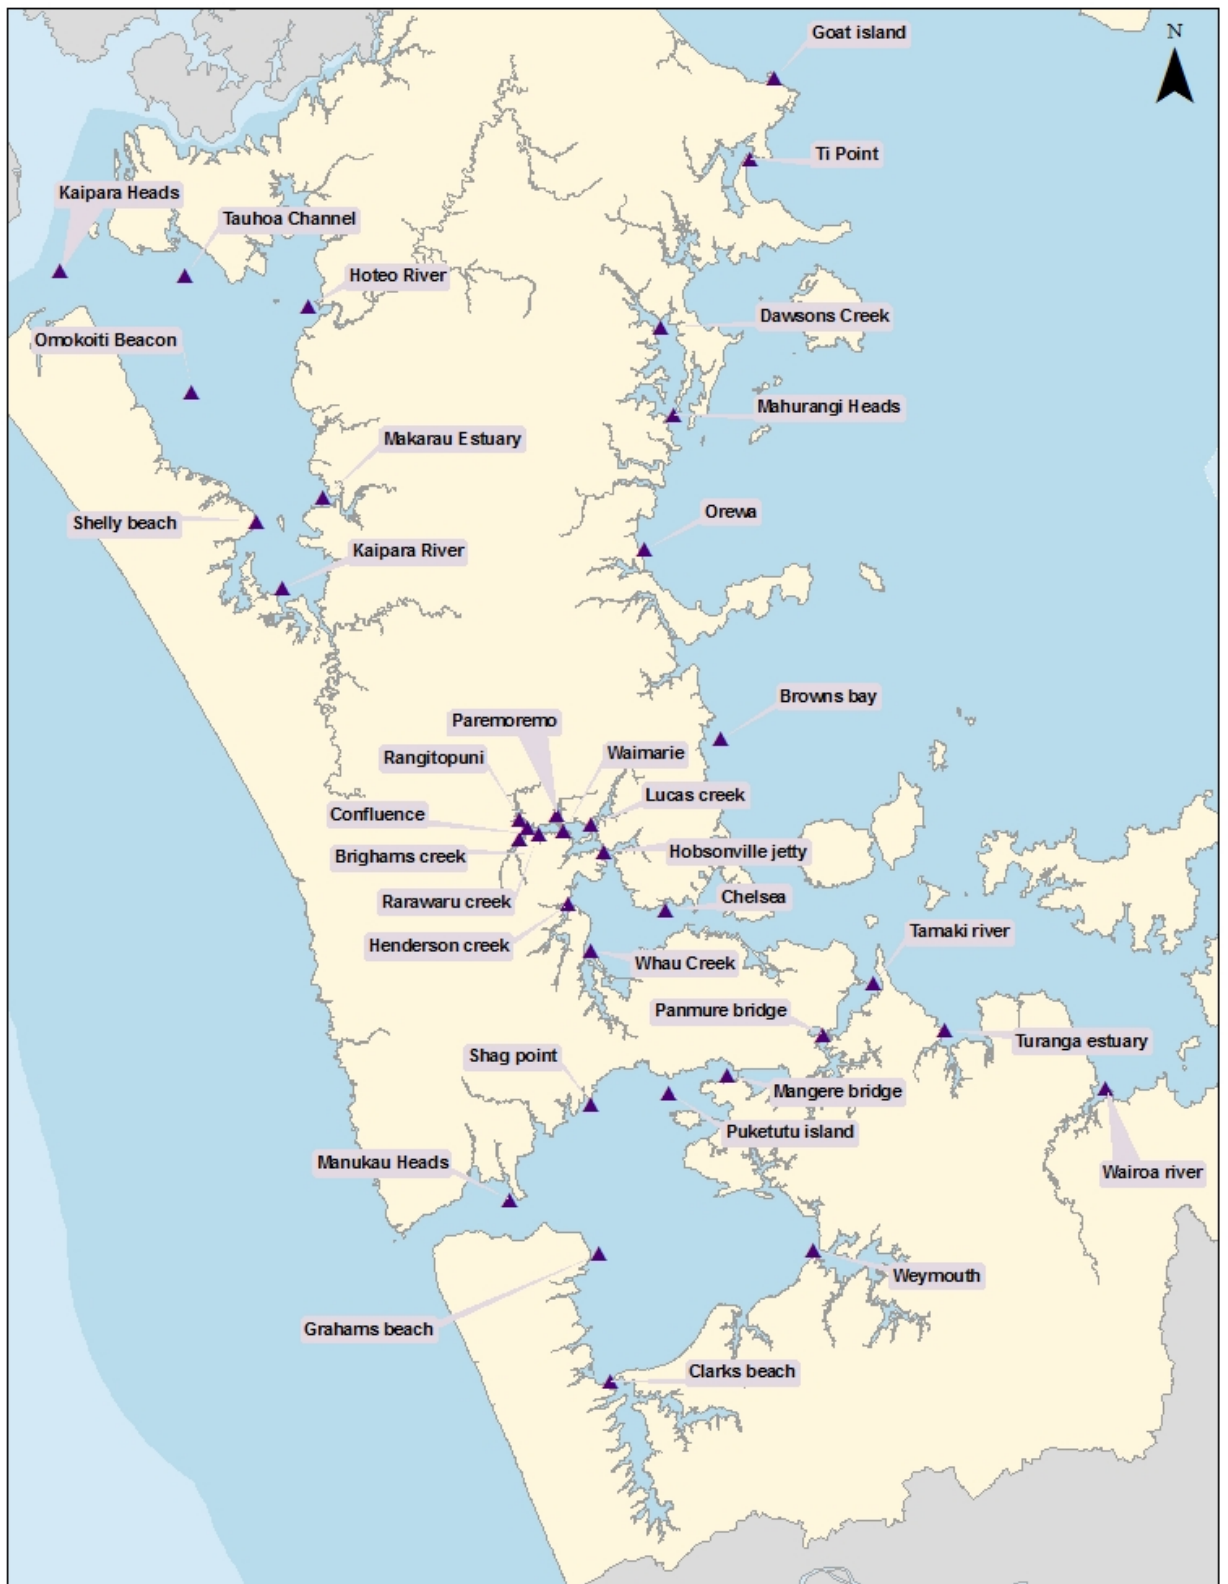 Goat island
N
Ti Point
Kaipara Heads
Tauhoa Channel
Hoteo River
Dawsons Creek
Omokoiti Beacon
Mahurangi Heads
Makarau Estuary
Orewa
Shelly beach
Kaipara River
Browns bay
Paremoremo
Waimarie
Rangitopuni
Lucas creek
Confluence
Hobsonville jetty
Brighams creek
Chelsea
Rarawaru creek
Tamaki river
Henderson creek
Whau Creek
Panmure bridge
Turanga estuary
Shag point
Mangere bridge
Puketutu island
Manukau Heads
Wairoa river
Weymouth
Grahams beach
Clarks beach